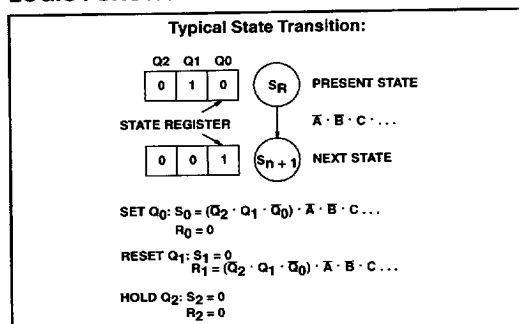 Typical State Transition:
Q2 Q1 Q0
0 1 0
SR
PRESENT STATE
STATE REGISTER
A̅ · B̅ · C · ...
0 0 1
Sn + 1
NEXT STATE
SET Q0: S0 = (Q̅2 · Q1 · Q̅0) · A̅ · B̅ · C ...
R0 = 0
RESET Q1: S1 = 0
R1 = (Q̅2 · Q1 · Q̅0) · A̅ · B̅ · C ...
HOLD Q2: S2 = 0
R2 = 0